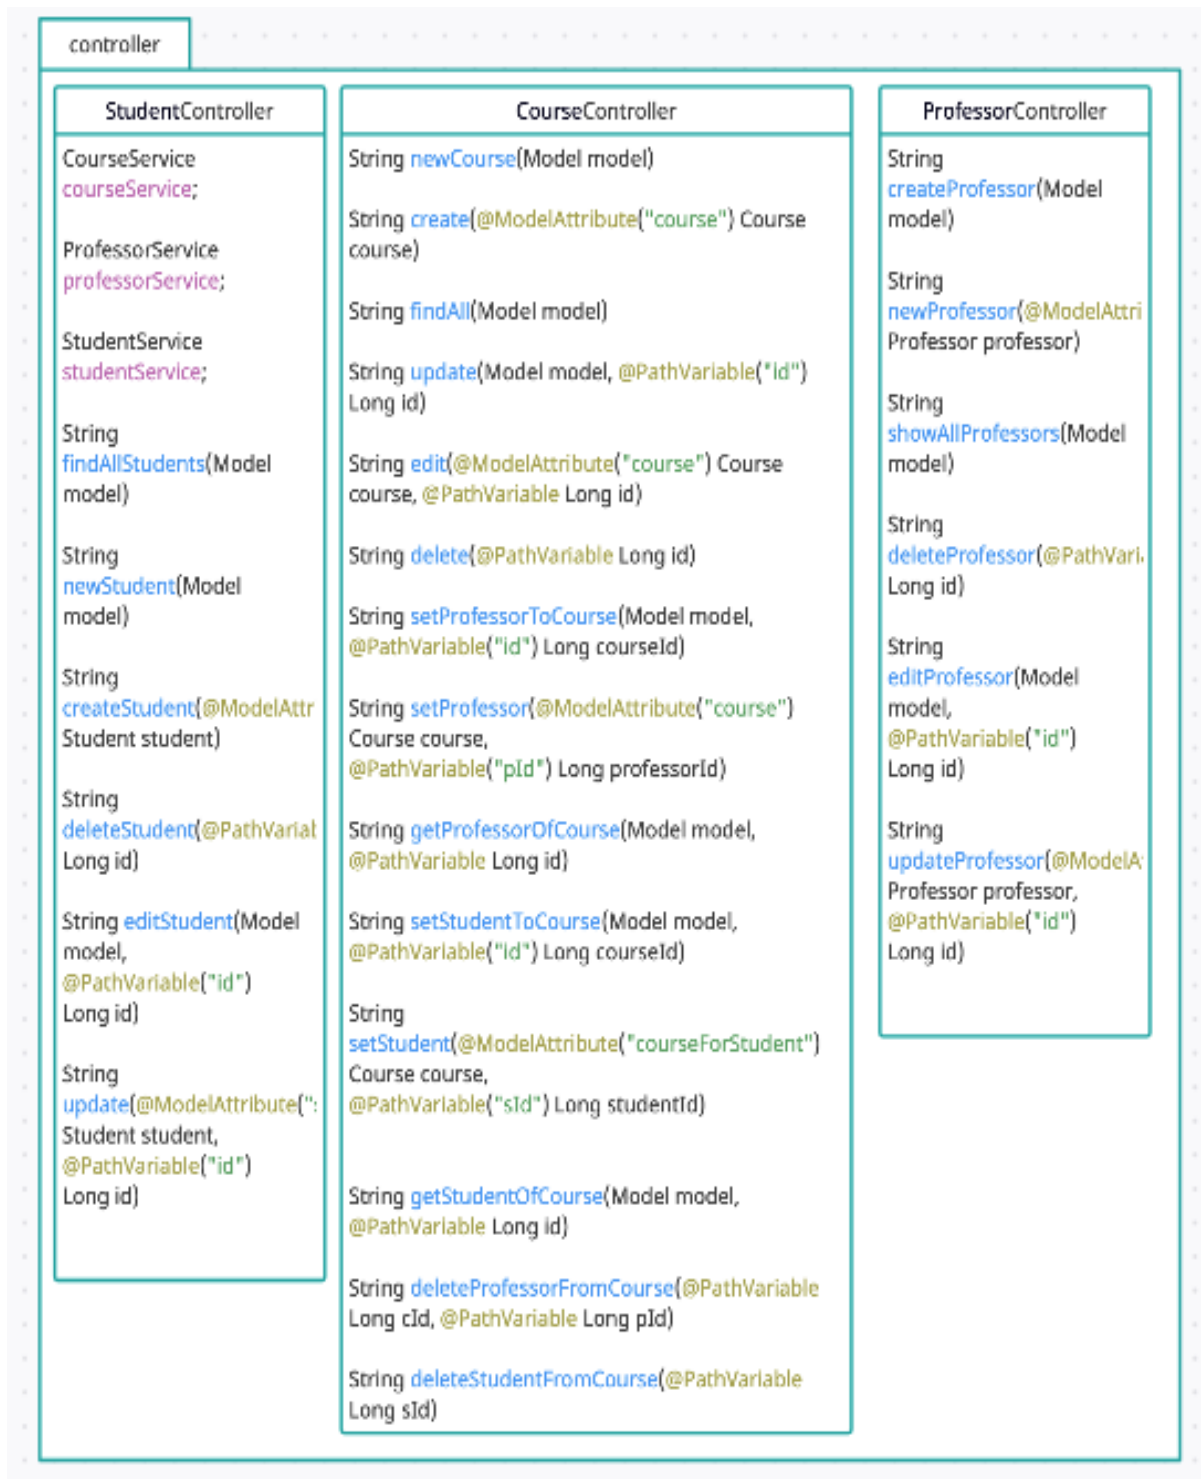 controller
StudentController
CourseService
courseService;
ProfessorService
professorService;
StudentService
studentService;
String
findAllStudents(Model
model)
String
newStudent(Model
model)
String
createStudent(@ModelAttr
Student student)
String
deleteStudent(@PathVariab
Long id)
String editStudent(Model
model,
@PathVariable("id")
Long id)
String
update(@ModelAttribute("s
Student student,
@PathVariable("id")
Long id)
CourseController
String newCourse(Model model)
String create(@ModelAttribute("course") Course
course)
String findAll(Model model)
String update(Model model, @PathVariable("id")
Long id)
String edit(@ModelAttribute("course") Course
course, @PathVariable Long id)
String delete(@PathVariable Long id)
String setProfessorToCourse(Model model,
@PathVariable("id") Long courseId)
String setProfessor(@ModelAttribute("course")
Course course,
@PathVariable("pId") Long professorId)
String getProfessorOfCourse(Model model,
@PathVariable Long id)
String setStudentToCourse(Model model,
@PathVariable("id") Long courseId)
String
setStudent(@ModelAttribute("courseForStudent")
Course course,
@PathVariable("sId") Long studentId)
String getStudentOfCourse(Model model,
@PathVariable Long id)
String deleteProfessorFromCourse(@PathVariable
Long cId, @PathVariable Long pId)
String deleteStudentFromCourse(@PathVariable
Long sId)
ProfessorController
String
createProfessor(Model
model)
String
newProfessor(@ModelAttri
Professor professor)
String
showAllProfessors(Model
model)
String
deleteProfessor(@PathVari
Long id)
String
editProfessor(Model
model,
@PathVariable("id")
Long id)
String
updateProfessor(@ModelA
Professor professor,
@PathVariable("id")
Long id)